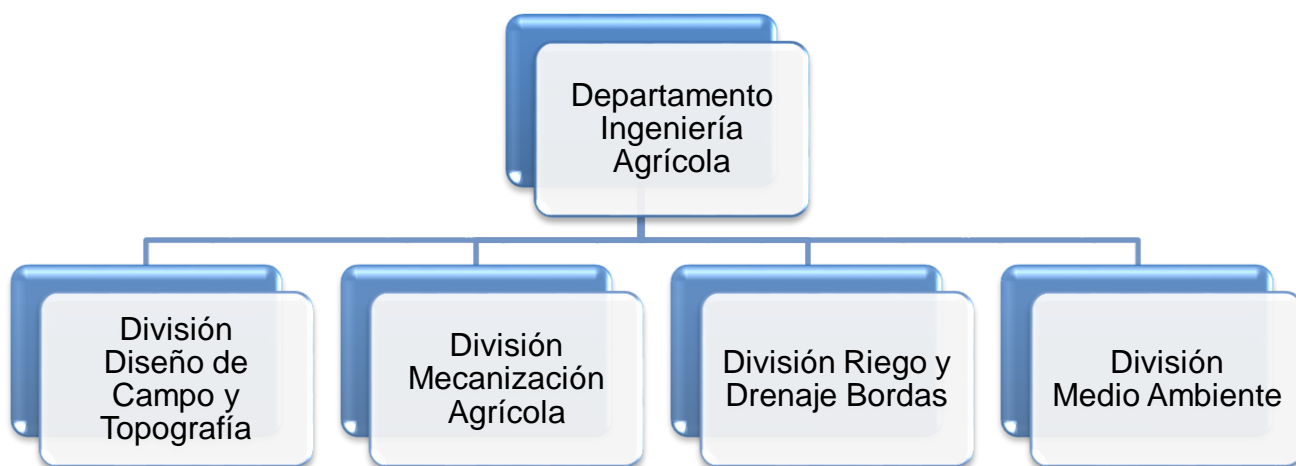 Departamento
Ingeniería
Agrícola
División
Diseño de
Campo y
Topografía
División
Mecanización
Agrícola
División Riego y
Drenaje Bordas
División
Medio Ambiente